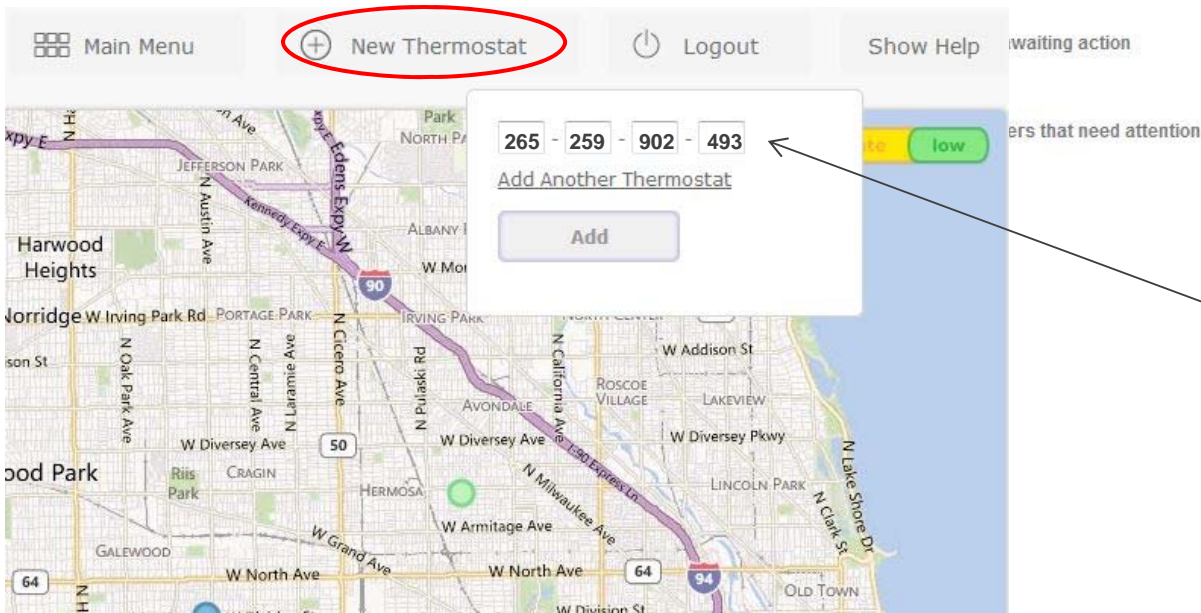 Main Menu
New Thermostat
Logout
Show Help
265 - 259 - 902 - 493
Add Another Thermostat
Add
low
ers that need attention
waiting action
Park
Ave
Edens Expy W
JEFFERSON PARK
N Austin Ave
Kennedy Expy E
Harwood
Heights
W Irving Park Rd
PORTAGE PARK
IRVING PARK
90
N Oak Park Ave
N Central Ave
N Laramie Ave
N Cicero Ave
N Pulaski Rd
N California Ave
W Addison St
ROSCOE
VILLAGE
LAKEVIEW
AVONDALE
W Diversey Ave
50
W Diversey Ave
W Diversey Pkwy
ood Park
Riis
Park
CRAGIN
HERMOSA
I-90 Express Ln
N Milwaukee Ave
LINCOLN PARK
N Lake Shore Dr
N Clark St
W Armitage Ave
GALEWOOD
W Grand Ave
W North Ave
W North Ave
64
64
94
OLD TOWN
W Division St